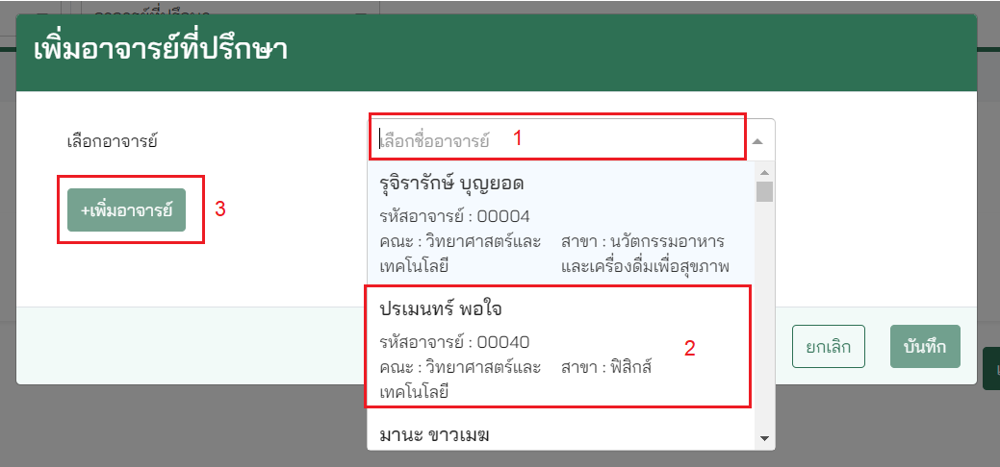 เพิ่มอาจารย์ที่ปรึกษา
เลือกอาจารย์
เลือกชื่ออาจารย์ 1
รุจิรารักษ์ บุญยอด
+เพิ่มอาจารย์ 3
รหัสอาจารย์ : 00004
คณะ : วิทยาศาสตร์และ สาขา : นวัตกรรมอาหาร
เทคโนโลยี และเครื่องดื่มเพื่อสุขภาพ
ปรเมนทร์ พอใจ
รหัสอาจารย์ : 00040
2
คณะ : วิทยาศาสตร์และ สาขา : ฟิสิกส์
เทคโนโลยี
ยกเลิก บันทึก
มานะ ขาวเมฆ